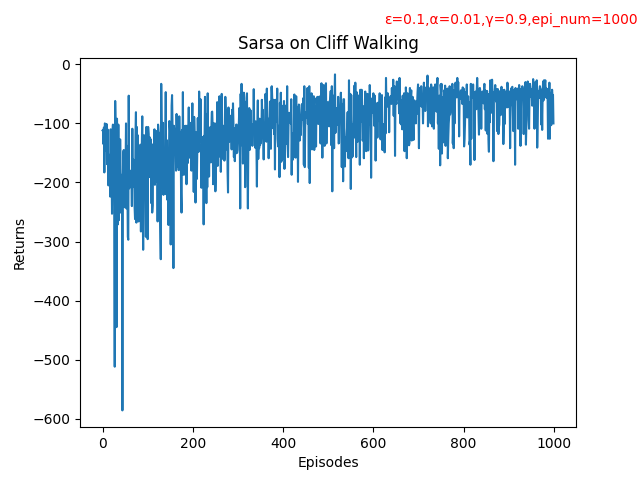 ε=0.1,α=0.01,γ=0.9,epi_num=1000
Sarsa on Cliff Walking
0
−100
−200
−300
−400
−500
−600
Returns
0 200 400 600 800 1000
Episodes